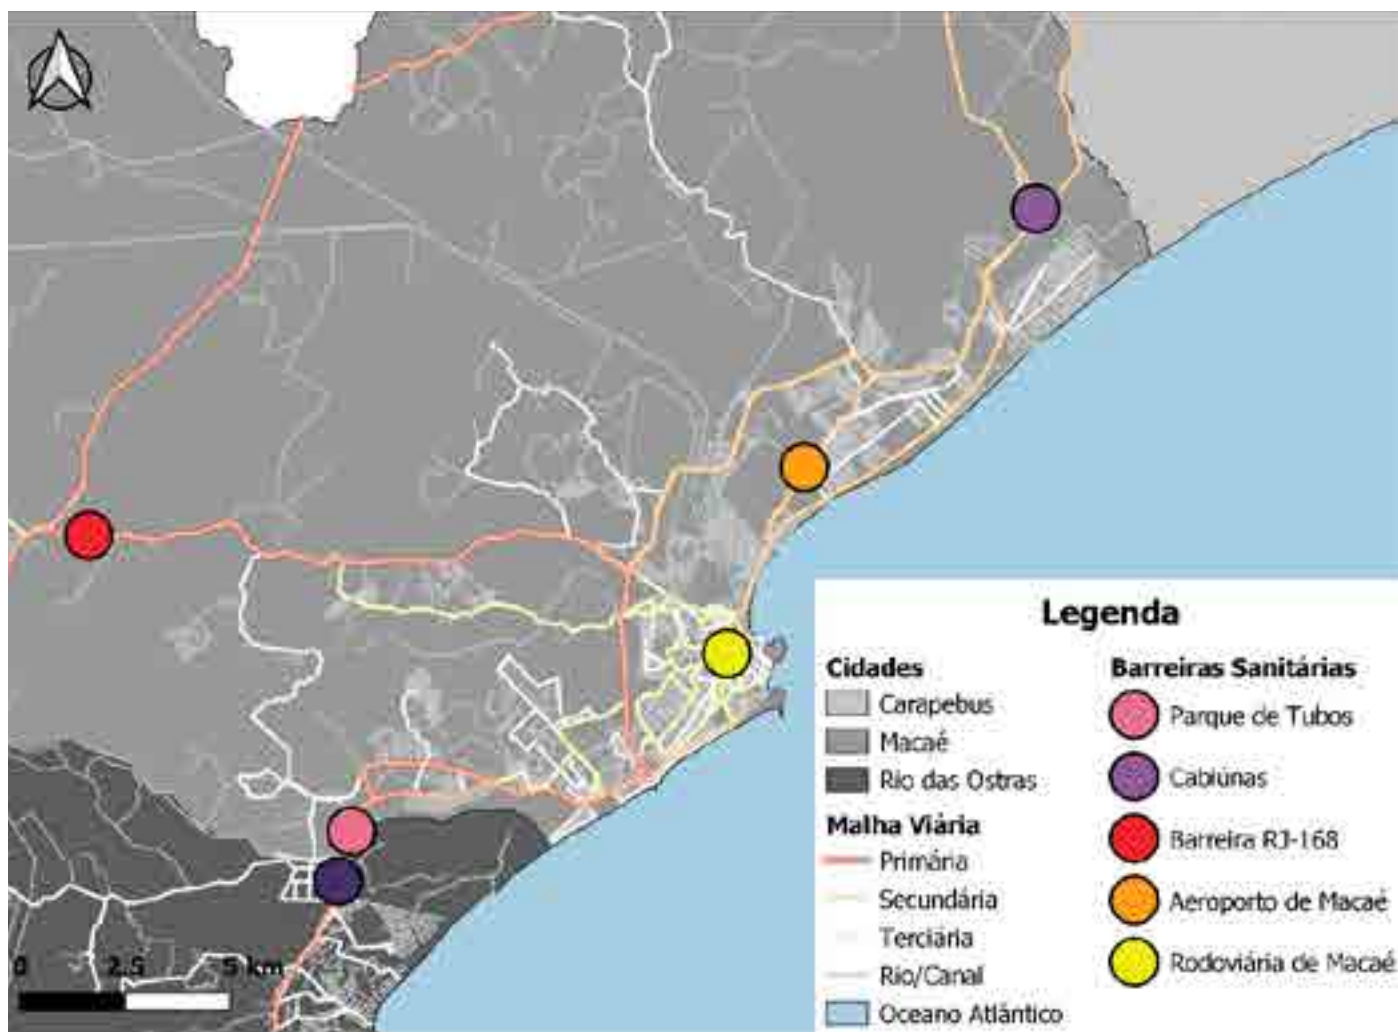 Legenda
Cidades
Carapebus
Macaé
Rio das Ostras
Malha Viária
Primária
Secundária
Terciária
Rio/Canal
Oceano Atlântico
Barreiras Sanitárias
Parque de Tubos
Cabiúnas
Barreira RJ-168
Aeroporto de Macaé
Rodoviária de Macaé
0 2.5 5 km